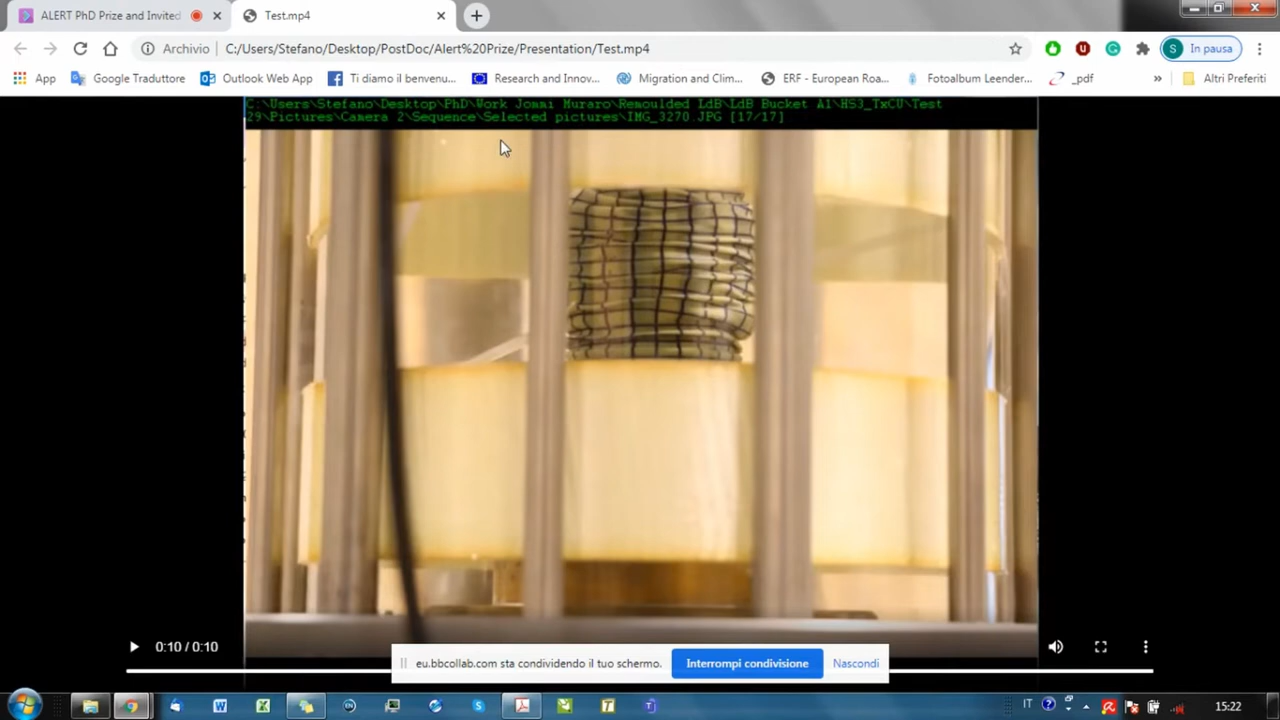 ALERT PhD Prize and Invited
Test.mp4
Archivio | C:/Users/Stefano/Desktop/PostDoc/Alert%20Prize/Presentation/Test.mp4
S In pausa
App
Google Traduttore
Outlook Web App
Ti diamo il benvenu...
Research and Innov...
Migration and Clim...
ERF - European Roa...
Fotoalbum Leender...
_pdf
»
Altri Preferiti
C:\Users\Stefano\Desktop\PhD\Work Jommi Muraro\Remoulded LdB\LdB Bucket A1\HS3_TxCU\Test
29\Pictures\Camera 2\Sequence\Selected pictures\IMG_3270.JPG [17/17]
0:10 / 0:10
eu.bbcollab.com sta condividendo il tuo schermo.
Interrompi condivisione
Nascondi
IT
15:22